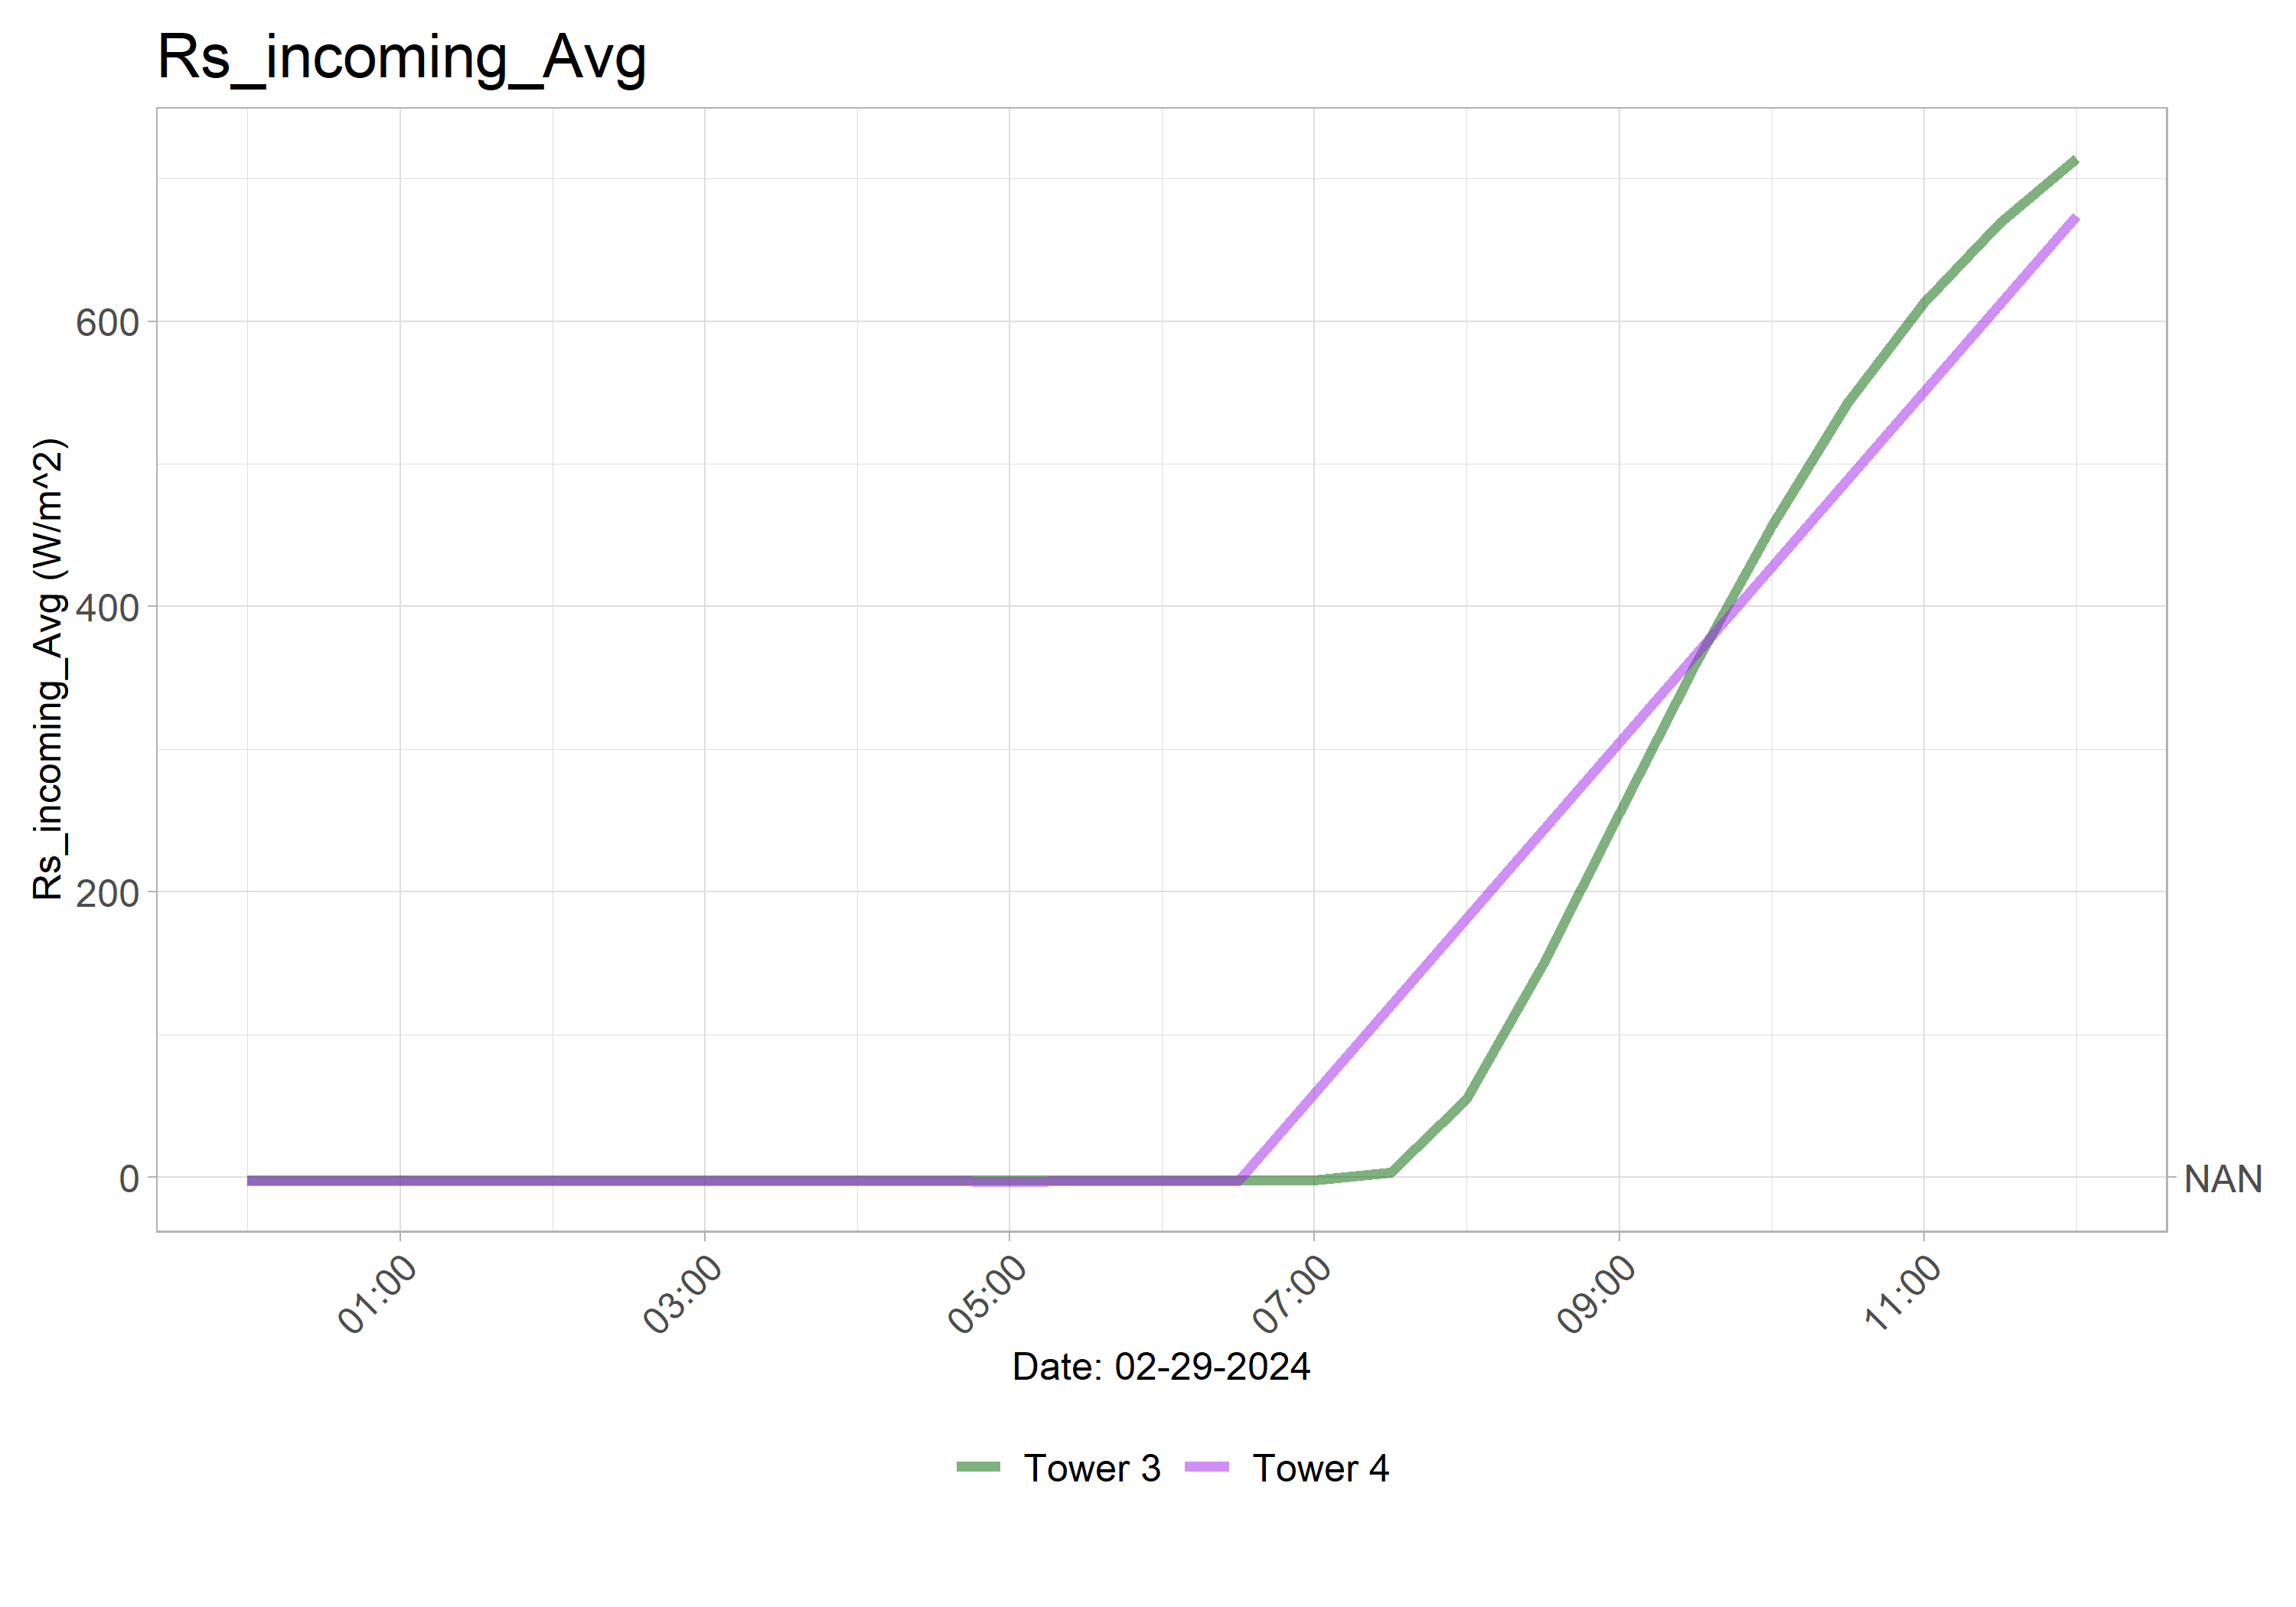 Rs_incoming_Avg
Rs_incoming_Avg (W/m^2)
600
400
200
0
NAN
01:00
03:00
05:00
07:00
09:00
11:00
Date: 02-29-2024
Tower 3
Tower 4